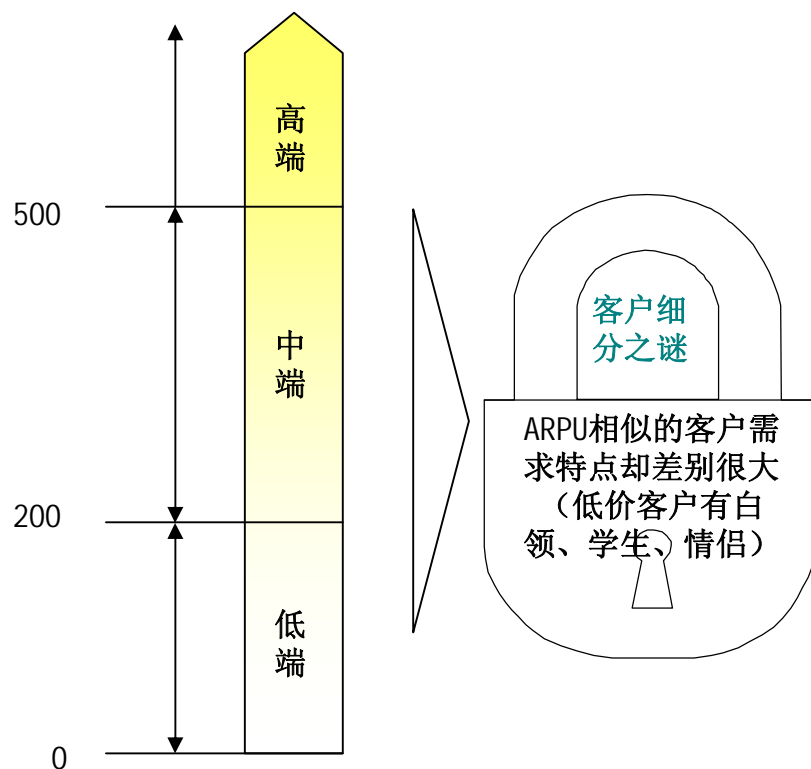 高
端
500
中
端
200
低
端
0
客户细
分之谜
ARPU相似的客户需
求特点却差别很大
（低价客户有白
领、学生、情侣）